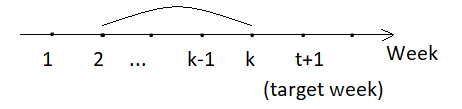 1 2 ... k-1 k t+1 Week
(target week)